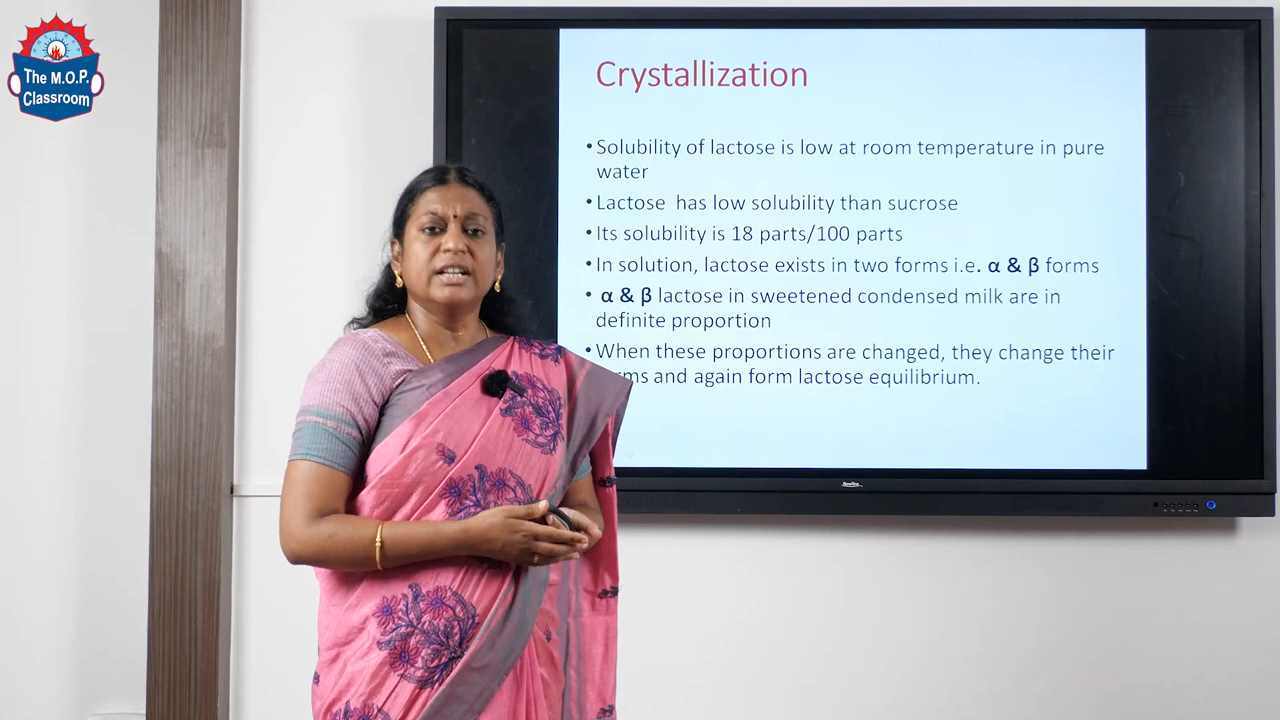 The M.O.P.
Classroom
Crystallization
•Solubility of lactose is low at room temperature in pure
water
•Lactose  has low solubility than sucrose
•Its solubility is 18 parts/100 parts
•In solution, lactose exists in two forms i.e. α & β forms
• α & β lactose in sweetened condensed milk are in
definite proportion
•When these proportions are changed, they change their
and again form lactose equilibrium.